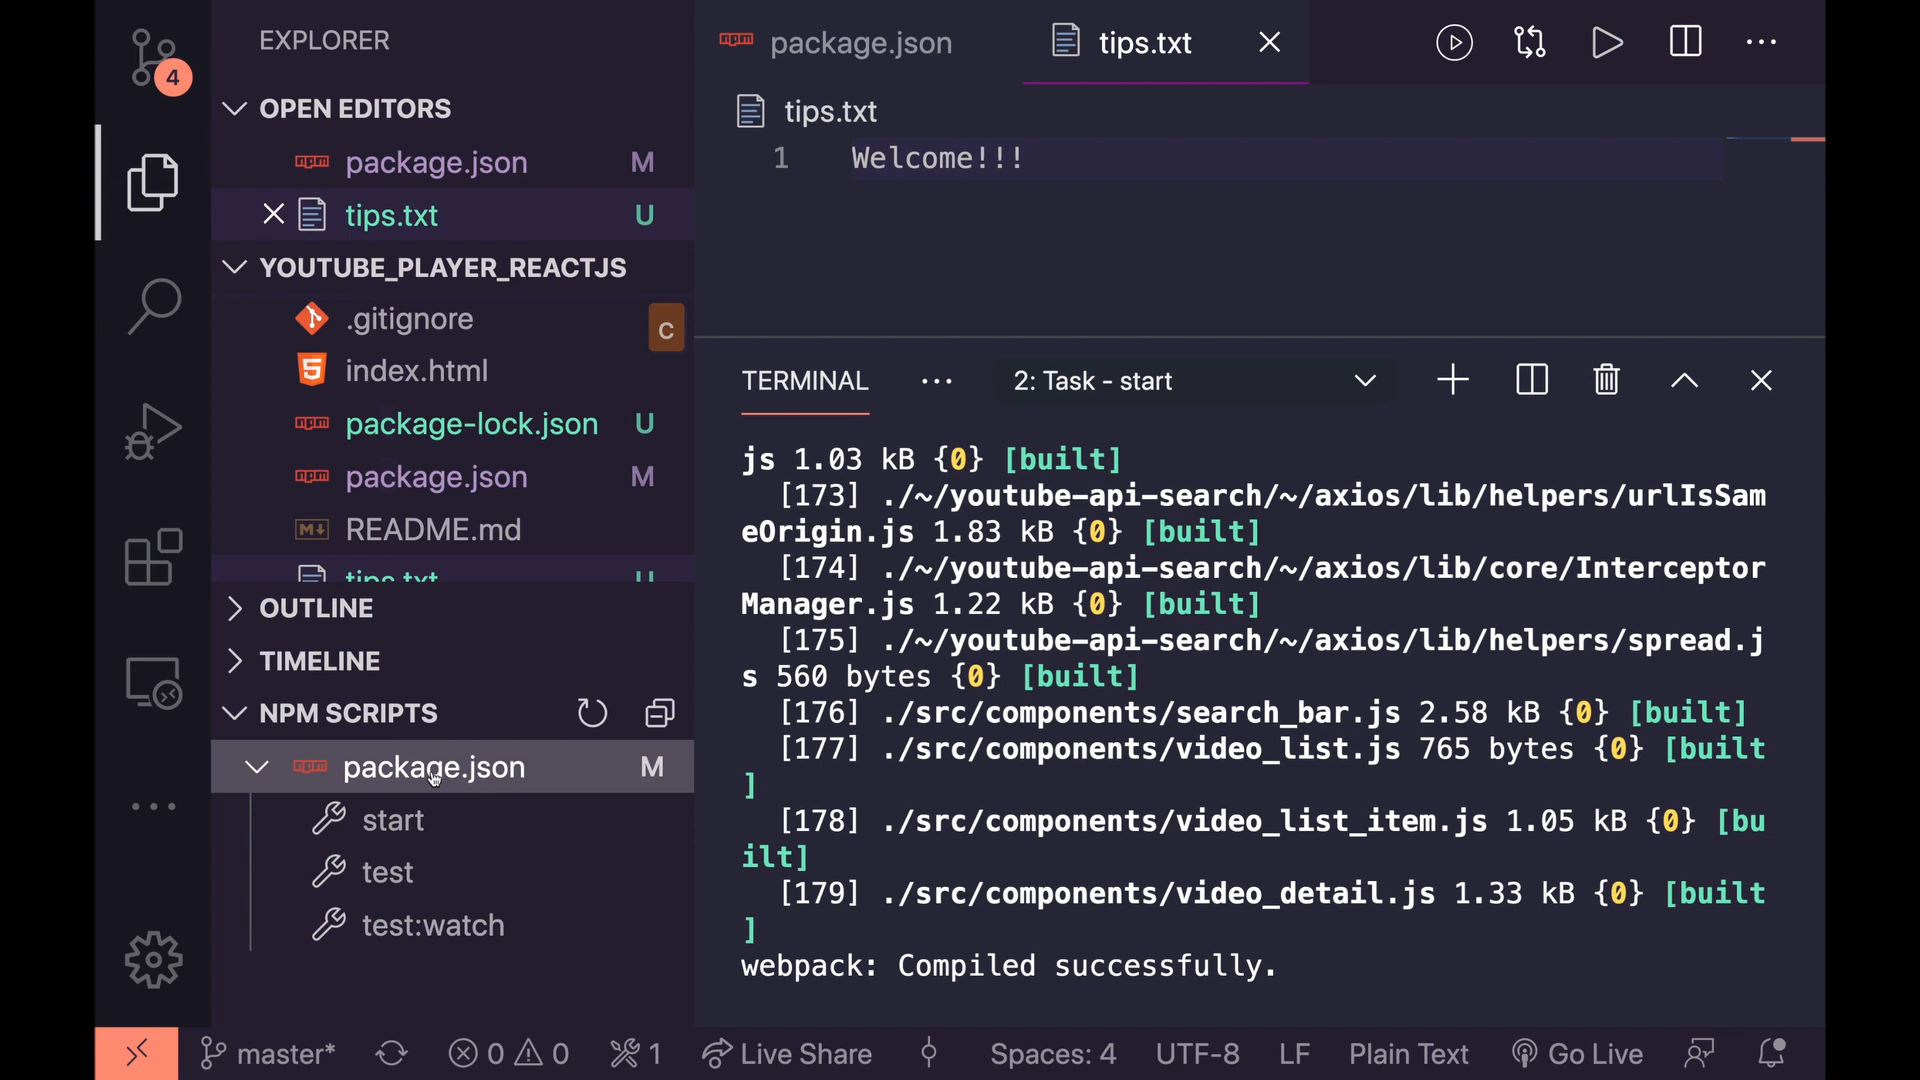 EXPLORER
4
OPEN EDITORS
package.json M
tips.txt U
YOUTUBE_PLAYER_REACTJS
.gitignore
C
index.html
package-lock.json U
package.json M
README.md
tips.txt U
OUTLINE
TIMELINE
NPM SCRIPTS
package.json M
start
test
test:watch
package.json
tips.txt
tips.txt
1 Welcome!!!
TERMINAL ... 2: Task - start
js 1.03 kB {0} [built]
[173] ./~/youtube-api-search/~/axios/lib/helpers/urlIsSam
eOrigin.js 1.83 kB {0} [built]
[174] ./~/youtube-api-search/~/axios/lib/core/Interceptor
Manager.js 1.22 kB {0} [built]
[175] ./~/youtube-api-search/~/axios/lib/helpers/spread.j
s 560 bytes {0} [built]
[176] ./src/components/search_bar.js 2.58 kB {0} [built]
[177] ./src/components/video_list.js 765 bytes {0} [built
]
[178] ./src/components/video_list_item.js 1.05 kB {0} [bu
ilt]
[179] ./src/components/video_detail.js 1.33 kB {0} [built
]
webpack: Compiled successfully.
master* 0 0 1 Live Share Spaces: 4 UTF-8 LF Plain Text Go Live